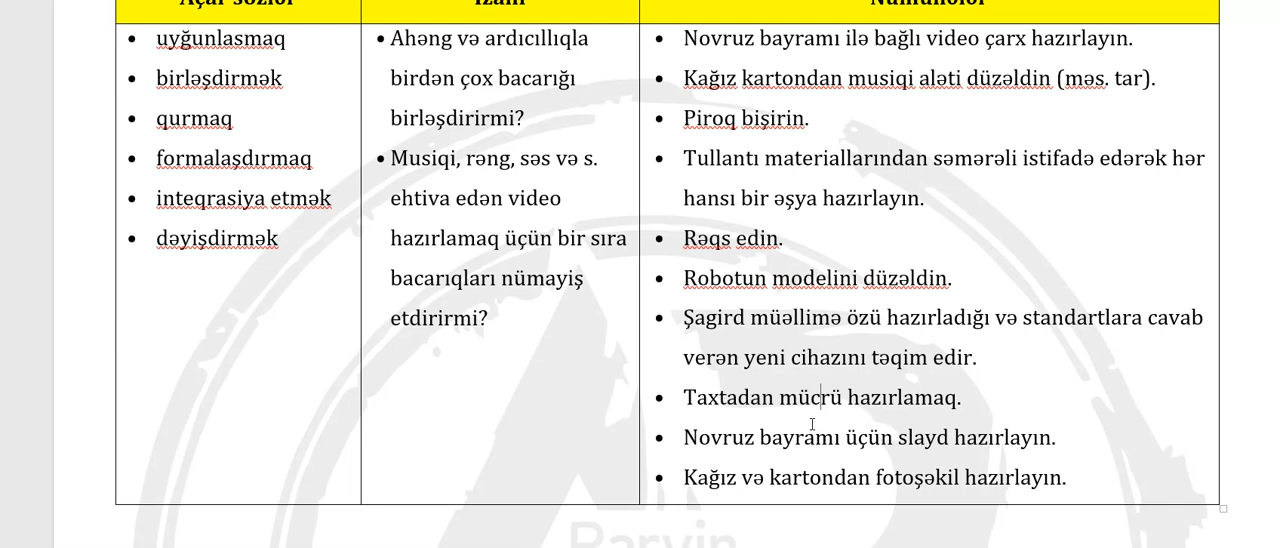 Açar sözlər
İzahı
Nümunələr
• uyğunlasmaq
• birləşdirmək
• qurmaq
• formalaşdırmaq
• inteqrasiya etmək
• dəyişdirmək
• Ahəng və ardıcıllıqla
birdən çox bacarığı
birləşdirirmi?
• Musiqi, rəng, səs və s.
ehtiva edən video
hazırlamaq üçün bir sıra
bacarıqları nümayiş
etdirirmi?
• Novruz bayramı ilə bağlı video çarx hazırlayın.
• Kağız kartondan musiqi aləti düzəldin (məs. tar).
• Piroq bişirin.
• Tullantı materiallarından səmərəli istifadə edərək hər
hansı bir əşya hazırlayın.
• Rəqs edin.
• Robotun modelini düzəldin.
• Şagird müəllimə özü hazırladığı və standartlara cavab
verən yeni cihazını təqim edir.
• Taxtadan mücrü hazırlamaq.
• Novruz bayramı üçün slayd hazırlayın.
• Kağız və kartondan fotoşəkil hazırlayın.
Parvin